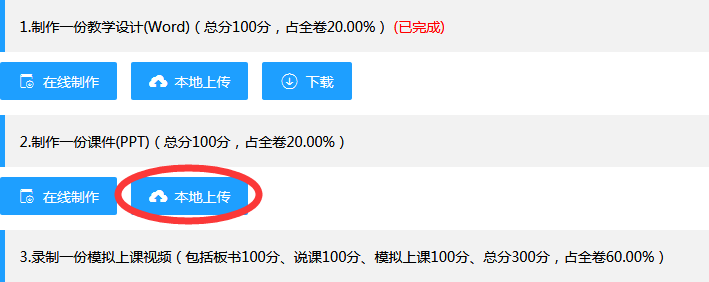 1.制作一份教学设计(Word)（总分100分，占全卷20.00%）(已完成)
在线制作 本地上传 下载
2.制作一份课件(PPT)（总分100分，占全卷20.00%）
在线制作 本地上传
3.录制一份模拟上课视频（包括板书100分、说课100分、模拟上课100分、总分300分，占全卷60.00%）